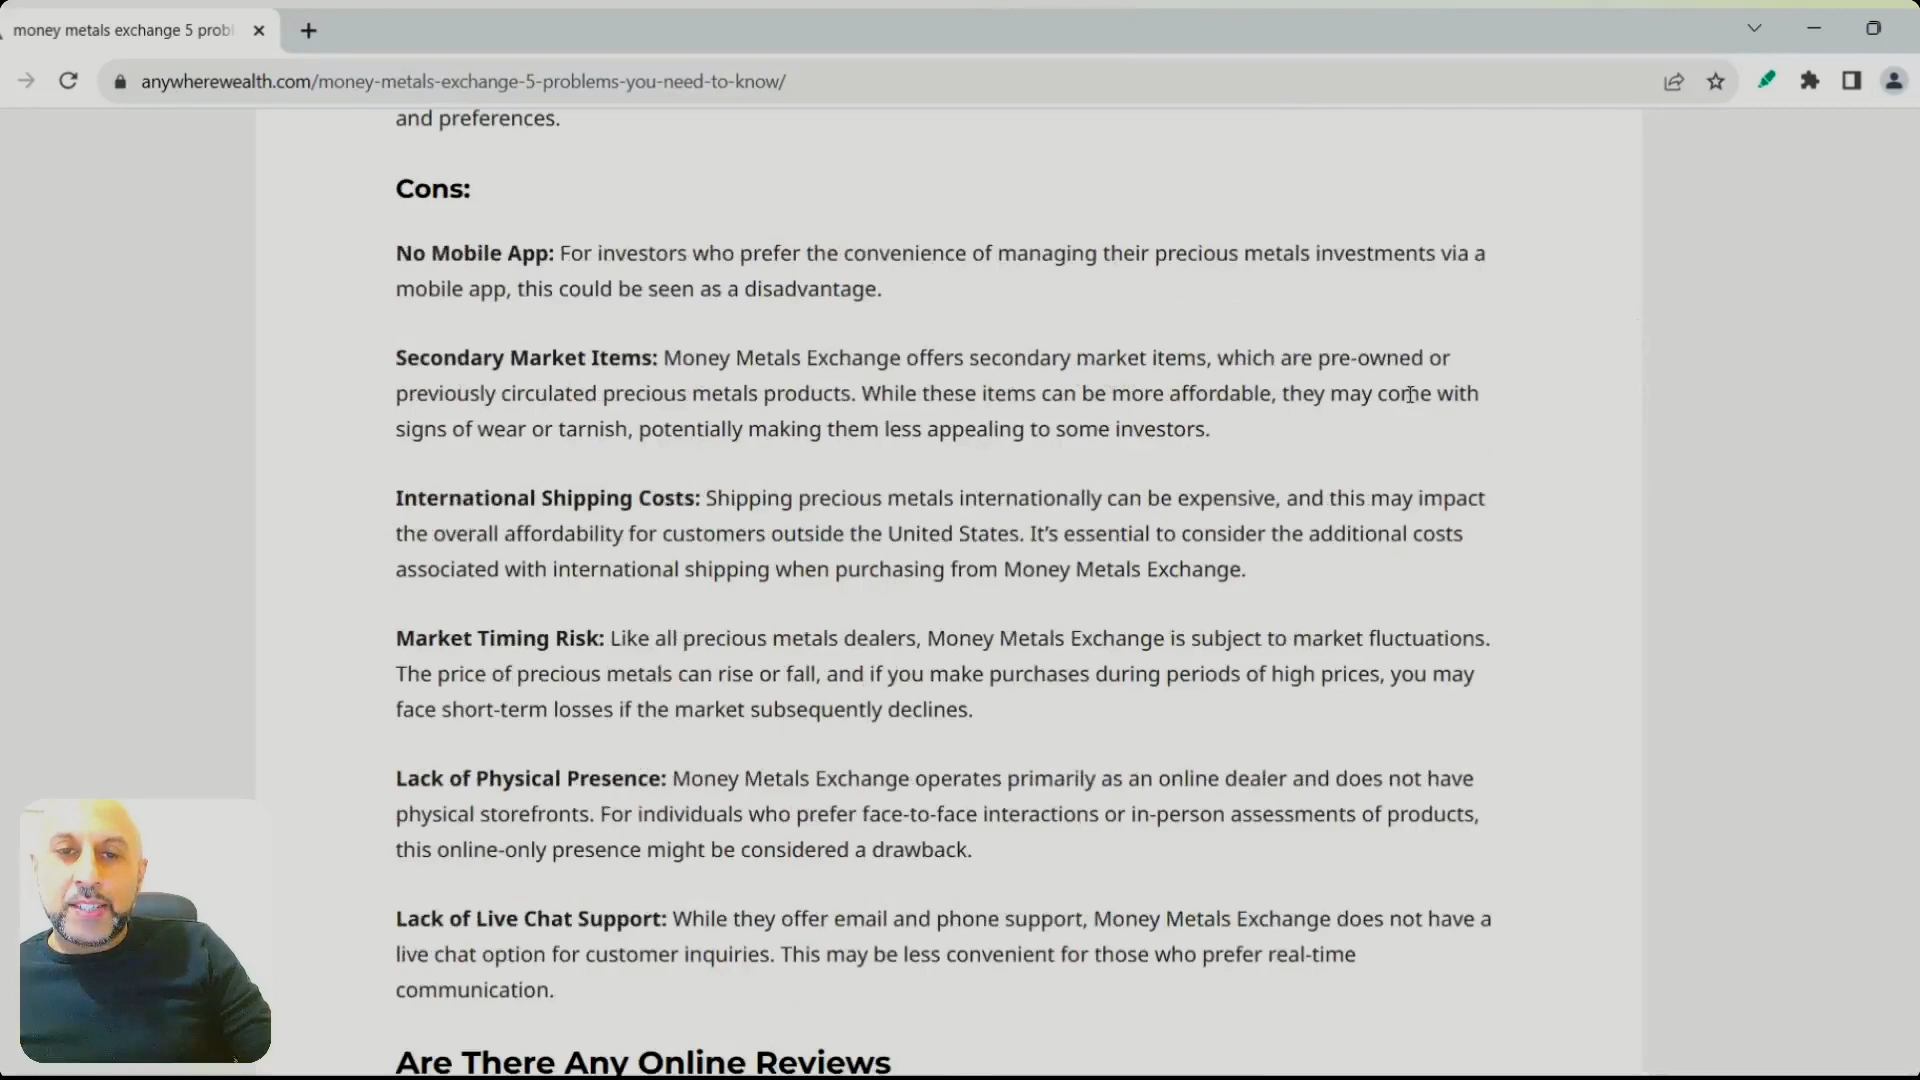 money metals exchange 5 probl
anywherewealth.com/money-metals-exchange-5-problems-you-need-to-know/
and preferences.
Cons:
No Mobile App: For investors who prefer the convenience of managing their precious metals investments via a
mobile app, this could be seen as a disadvantage.
Secondary Market Items: Money Metals Exchange offers secondary market items, which are pre-owned or
previously circulated precious metals products. While these items can be more affordable, they may come with
signs of wear or tarnish, potentially making them less appealing to some investors.
International Shipping Costs: Shipping precious metals internationally can be expensive, and this may impact
the overall affordability for customers outside the United States. It’s essential to consider the additional costs
associated with international shipping when purchasing from Money Metals Exchange.
Market Timing Risk: Like all precious metals dealers, Money Metals Exchange is subject to market fluctuations.
The price of precious metals can rise or fall, and if you make purchases during periods of high prices, you may
face short-term losses if the market subsequently declines.
Lack of Physical Presence: Money Metals Exchange operates primarily as an online dealer and does not have
physical storefronts. For individuals who prefer face-to-face interactions or in-person assessments of products,
this online-only presence might be considered a drawback.
Lack of Live Chat Support: While they offer email and phone support, Money Metals Exchange does not have a
live chat option for customer inquiries. This may be less convenient for those who prefer real-time
communication.
Are There Any Online Reviews